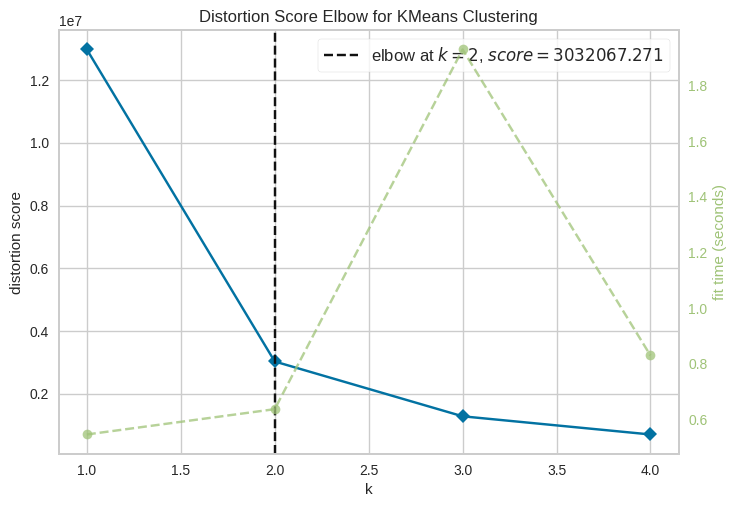 Distortion Score Elbow for KMeans Clustering
1e7
elbow at k = 2, score = 3032067.271
1.2
1.0
0.8
0.6
0.4
0.2
distortion score
1.8
1.6
1.4
1.2
1.0
0.8
0.6
fit time (seconds)
1.0 1.5 2.0 2.5 3.0 3.5 4.0
k